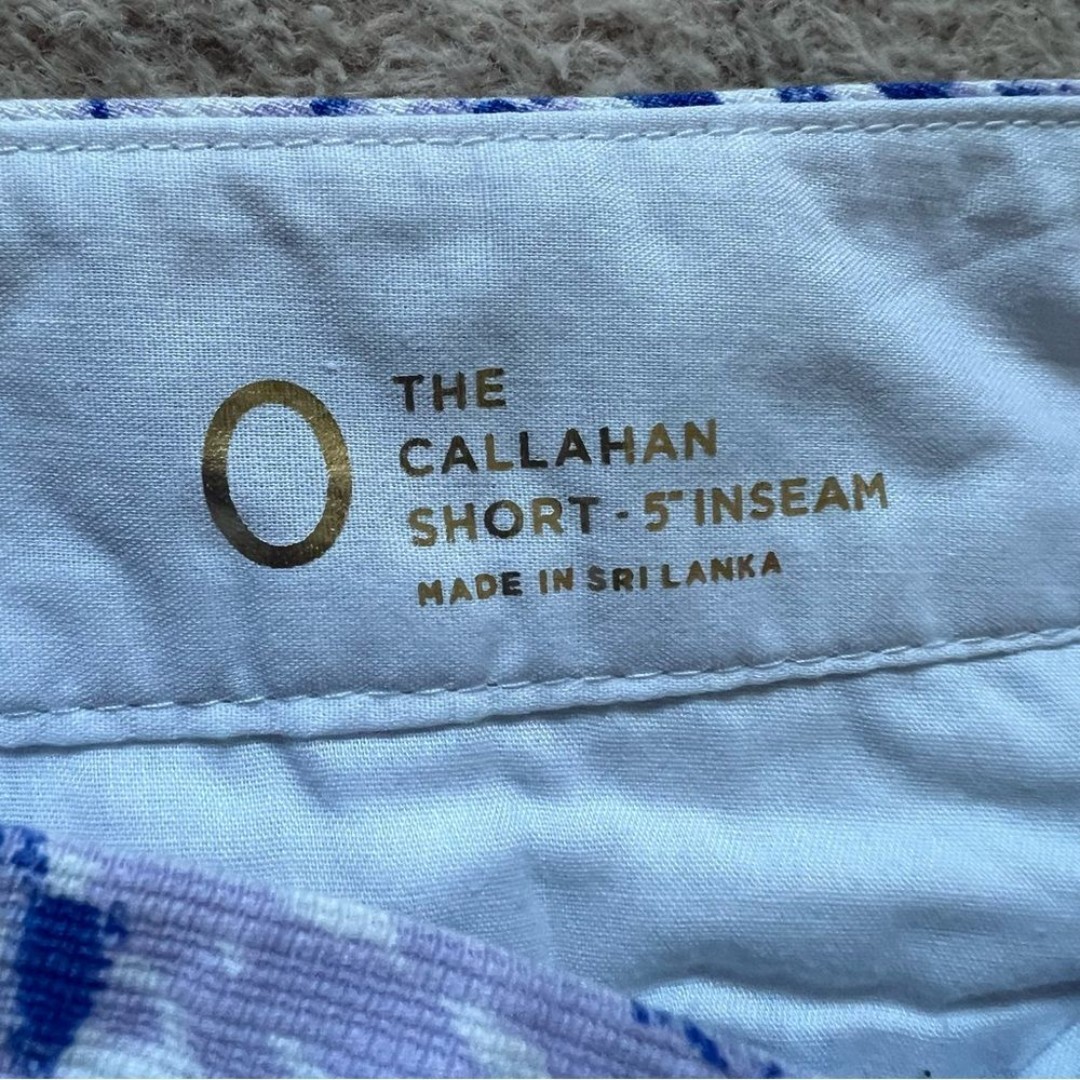 0
THE
CALLAHAN
SHORT - 5" INSEAM
MADE IN SRI LANKA